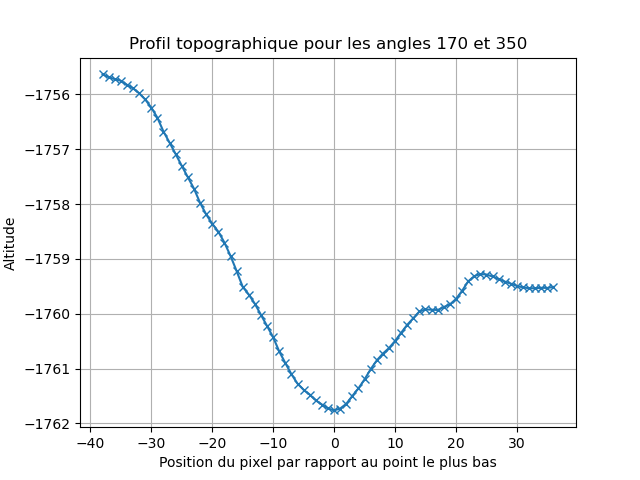 Profil topographique pour les angles 170 et 350
−1756
−1757
−1758
−1759
−1760
−1761
−1762
Altitude
−40 −30 −20 −10 0 10 20 30
Position du pixel par rapport au point le plus bas